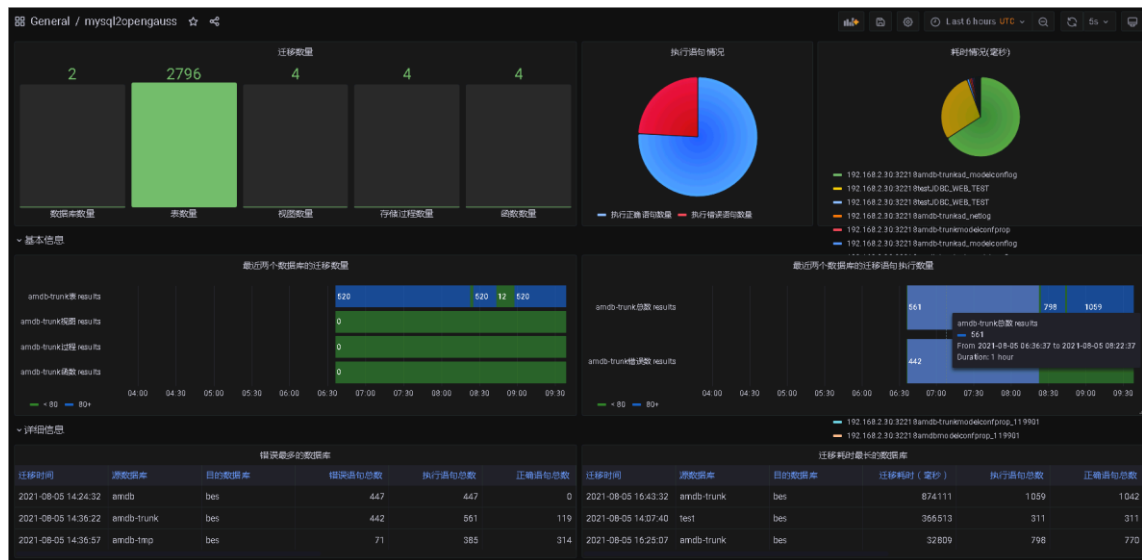 General / mysql2opengauss
Last 6 hours UTC
5s
迁移数量
2 2796 4 4 4
数据库数量 表数量 视图数量 存储过程数量 函数数量
执行语句情况
执行正确语句数量 执行错误语句数量
耗时情况(毫秒)
192.168.2.30:32218amdb-trunkad_modelconflog
192.168.2.30:32218testJDBC_WEB_TEST
192.168.2.30:32218testJDBC_WEB_TEST
192.168.2.30:32218amdb-trunkad_netlog
192.168.2.30:32218amdb-trunkmodelconfprop
192.168.2.30:32218amdb-trunkad_modelconflog
基本信息
最近两个数据库的迁移数量
amdb-trunk表 results 520 520 12 520
amdb-trunk视图 results 0
amdb-trunk过程 results 0
amdb-trunk函数 results 0
04:00 04:30 05:00 05:30 06:00 06:30 07:00 07:30 08:00 08:30 09:00 09:30
< 80 80+
最近两个数据库的迁移语句执行数量
amdb-trunk总数 results 561 798 1059
amdb-trunk错误数 results 442
amdb-trunk总数 results
561
From 2021-08-05 06:36:37 to 2021-08-05 08:22:37
Duration: 1 hour
04:00 04:30 05:00 05:30 06:00 06:30 07:00 07:30 08:00 08:30 09:00 09:30
< 80 80+
192.168.2.30:32218amdb-trunkmodelconfprop_119901
192.168.2.30:32218amdbmodelconfprop_119901
详细信息
错误最多的数据库
迁移时间 源数据库 目的数据库 错误语句总数 执行语句总数 正确语句总数
2021-08-05 14:24:32 amdb bes 447 447 0
2021-08-05 14:36:22 amdb-trunk bes 442 561 119
2021-08-05 14:36:57 amdb-tmp bes 71 385 314
迁移耗时最长的数据库
迁移时间 源数据库 目的数据库 迁移耗时（毫秒） 执行语句总数 正确语句总数
2021-08-05 16:43:32 amdb-trunk bes 874111 1059 1042
2021-08-05 14:07:40 test bes 366513 311 311
2021-08-05 16:25:07 amdb-trunk bes 32809 798 770